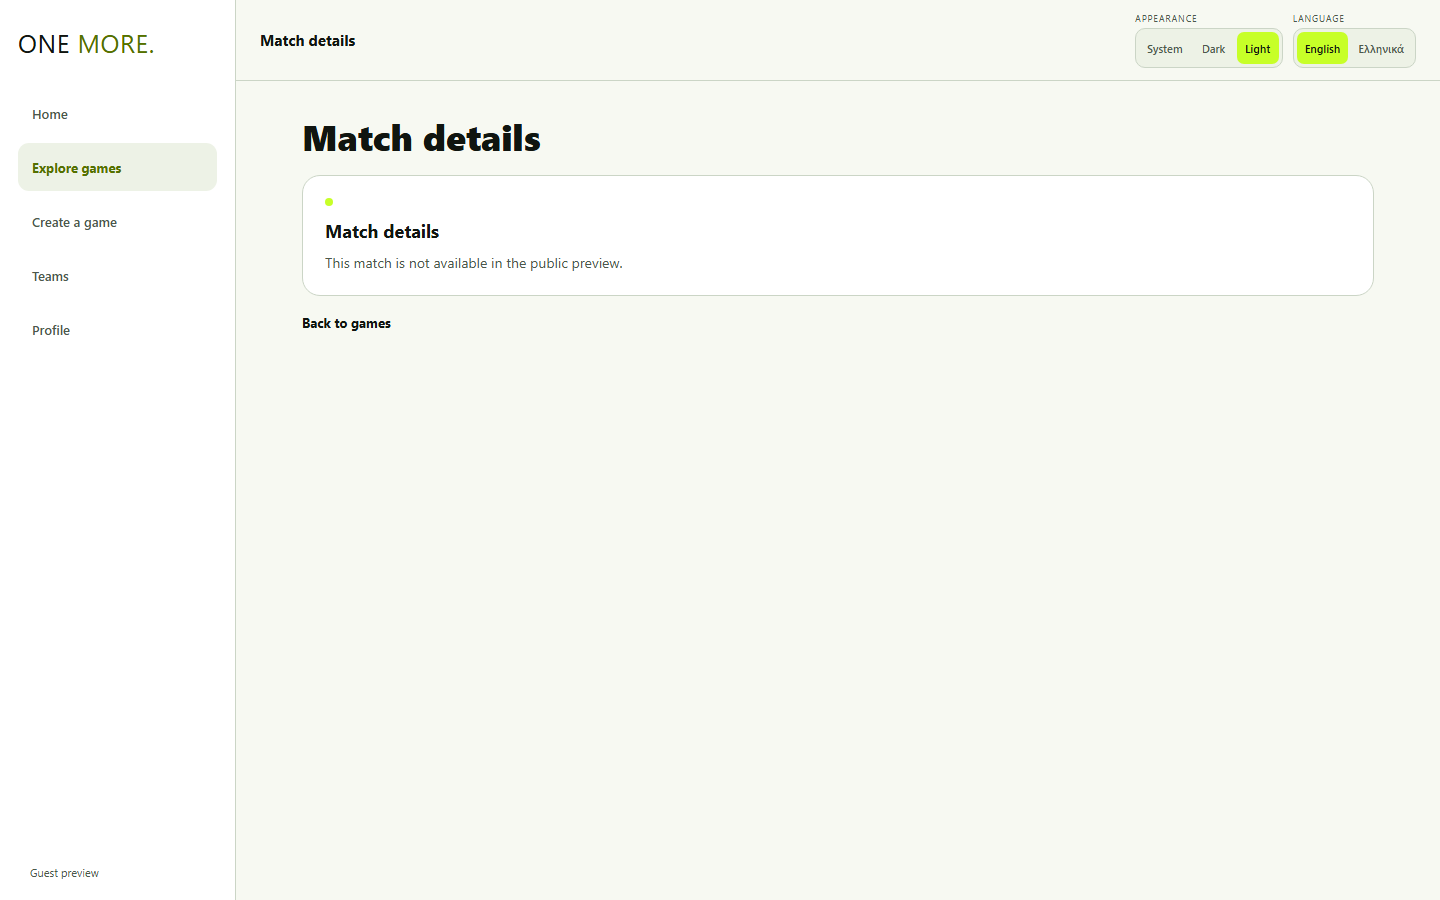 ONE MORE.
Home
Explore games
Create a game
Teams
Profile
Guest preview
Match details
APPEARANCE
System Dark Light
LANGUAGE
English Ελληνικά
Match details
Match details
This match is not available in the public preview.
Back to games